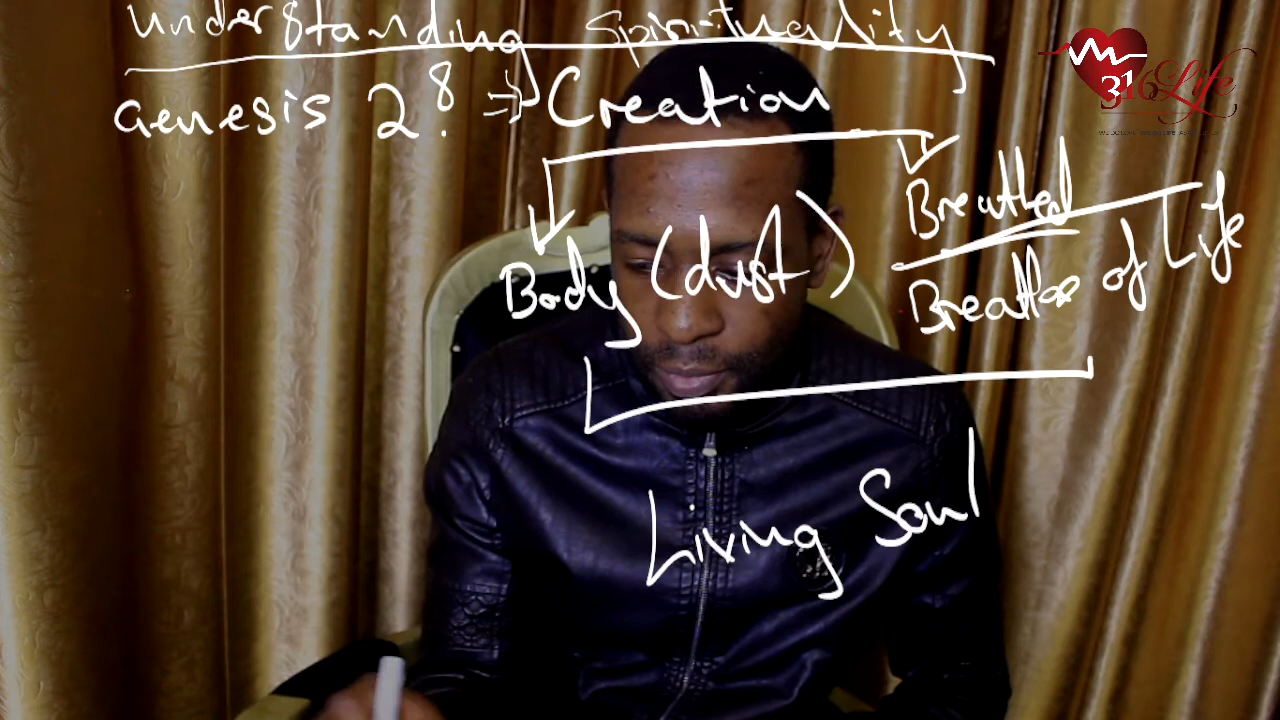 understanding spirituality
Genesis 2 8: => Creation
Body (dust)
Breathed
Breath of Life
Living Soul
316 Life